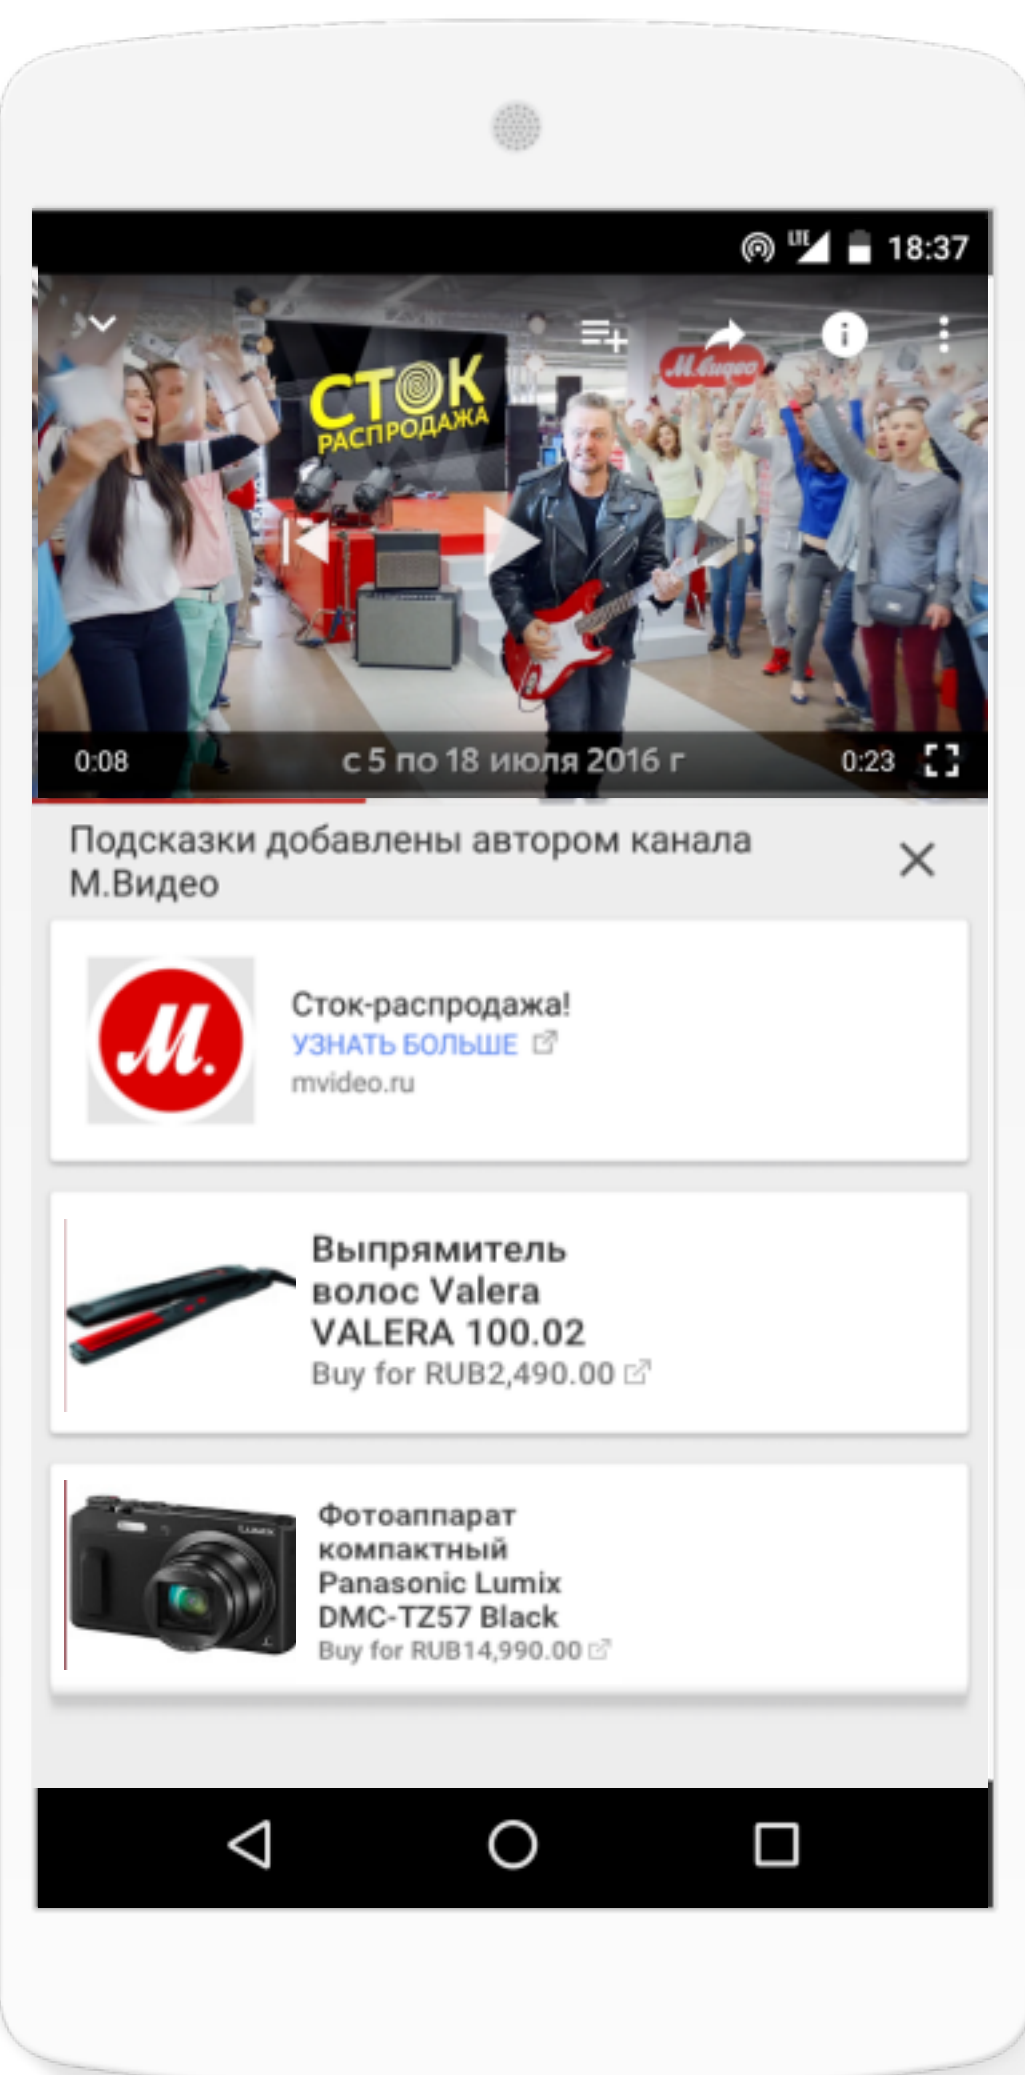 LTE 18:37
СТОК
РАСПРОДАЖА
М.Видео
0:08 с 5 по 18 июля 2016 г 0:23
Подсказки добавлены автором канала
М.Видео
М.
Сток-распродажа!
УЗНАТЬ БОЛЬШЕ
mvideo.ru
Выпрямитель
волос Valera
VALERA 100.02
Buy for RUB2,490.00
LUMIX
Фотоаппарат
компактный
Panasonic Lumix
DMC-TZ57 Black
Buy for RUB14,990.00